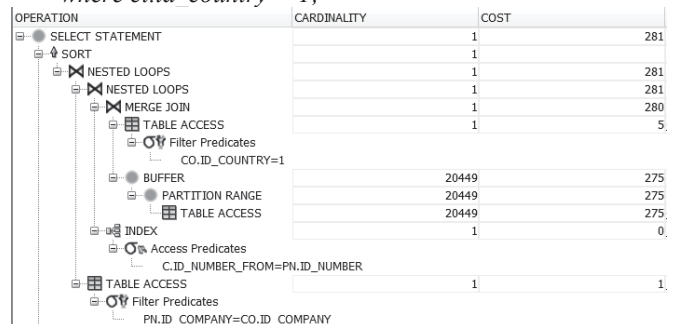 where c.id_country = 1;
OPERATION CARDINALITY COST
SELECT STATEMENT 1 281
SORT 1
NESTED LOOPS 1 281
NESTED LOOPS 1 281
MERGE JOIN 1 280
TABLE ACCESS 1 5
Filter Predicates
CO.ID_COUNTRY=1
BUFFER 20449 275
PARTITION RANGE 20449 275
TABLE ACCESS 20449 275
INDEX 1 0
Access Predicates
C.ID_NUMBER_FROM=PN.ID_NUMBER
TABLE ACCESS 1 1
Filter Predicates
PN.ID_COMPANY=CO.ID_COMPANY